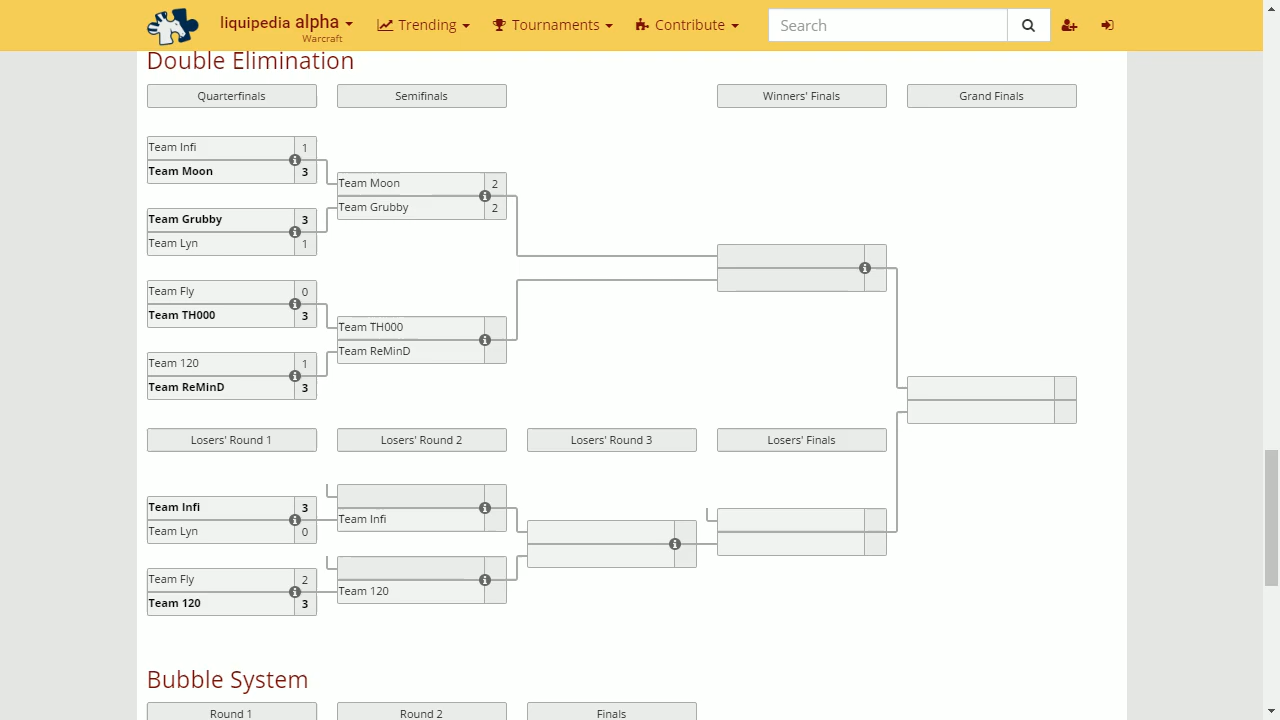 liquipedia alpha
Warcraft
Trending
Tournaments
Contribute
Search
Double Elimination
Quarterfinals
Semifinals
Winners' Finals
Grand Finals
Team Infi 1
Team Moon 3
Team Grubby 3
Team Lyn 1
Team Fly 0
Team TH000 3
Team 120 1
Team ReMinD 3
Team Moon 2
Team Grubby 2
Team TH000
Team ReMinD
Losers' Round 1
Losers' Round 2
Losers' Round 3
Losers' Finals
Team Infi 3
Team Lyn 0
Team Fly 2
Team 120 3
Team Infi
Team 120
Bubble System
Round 1
Round 2
Finals